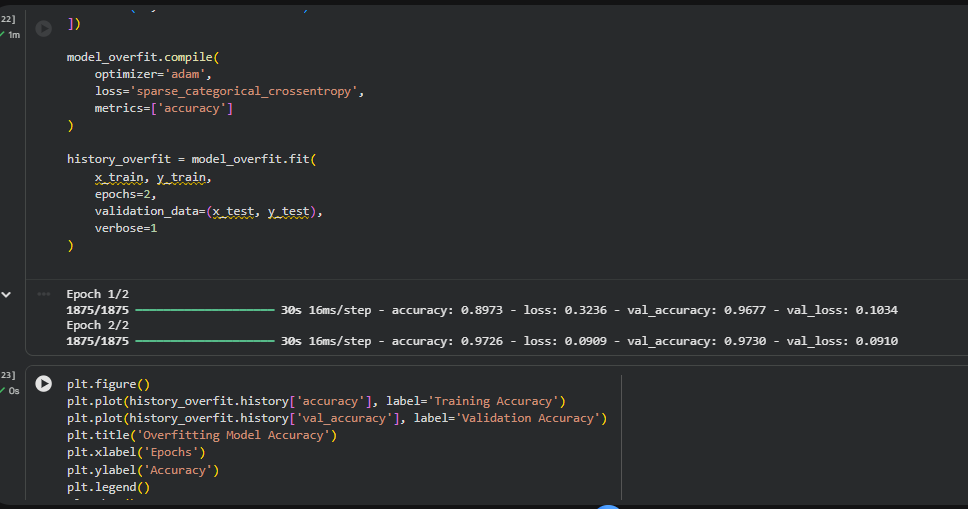 22]
1m
])
model_overfit.compile(
    optimizer='adam',
    loss='sparse_categorical_crossentropy',
    metrics=['accuracy']
)
history_overfit = model_overfit.fit(
    x_train, y_train,
    epochs=2,
    validation_data=(x_test, y_test),
    verbose=1
)
Epoch 1/2
1875/1875 ━━━━━━━━━━━━━━━━━━━━ 30s 16ms/step - accuracy: 0.8973 - loss: 0.3236 - val_accuracy: 0.9677 - val_loss: 0.1034
Epoch 2/2
1875/1875 ━━━━━━━━━━━━━━━━━━━━ 30s 16ms/step - accuracy: 0.9726 - loss: 0.0909 - val_accuracy: 0.9730 - val_loss: 0.0910
23]
0s
plt.figure()
plt.plot(history_overfit.history['accuracy'], label='Training Accuracy')
plt.plot(history_overfit.history['val_accuracy'], label='Validation Accuracy')
plt.title('Overfitting Model Accuracy')
plt.xlabel('Epochs')
plt.ylabel('Accuracy')
plt.legend()